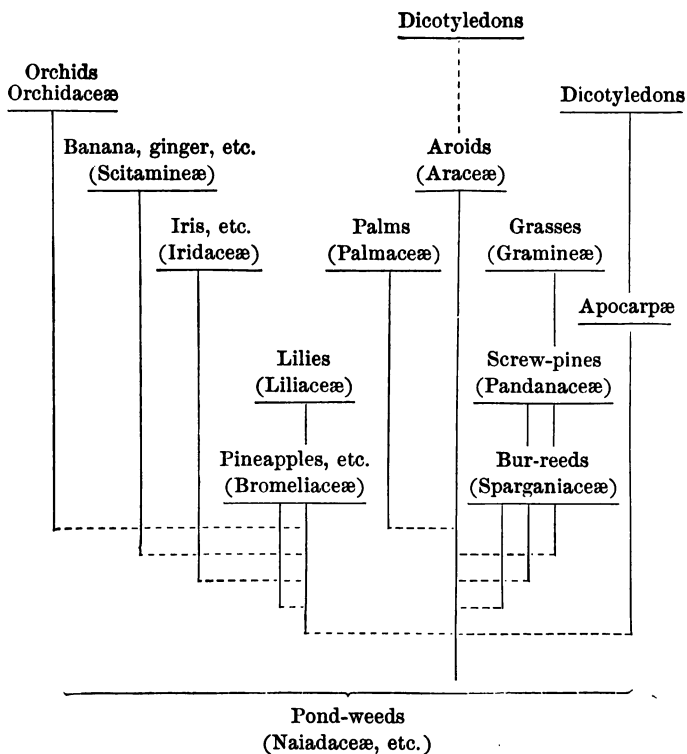 Dicotyledons
Orchids
Orchidaceæ
Dicotyledons
Banana, ginger, etc.
(Scitamineæ)
Aroids
(Araceæ)
Iris, etc.
(Iridaceæ)
Palms
(Palmaceæ)
Grasses
(Gramineæ)
Apocarpæ
Lilies
(Liliaceæ)
Screw-pines
(Pandanaceæ)
Pineapples, etc.
(Bromeliaceæ)
Bur-reeds
(Sparganiaceæ)
Pond-weeds
(Naiadaceæ, etc.)